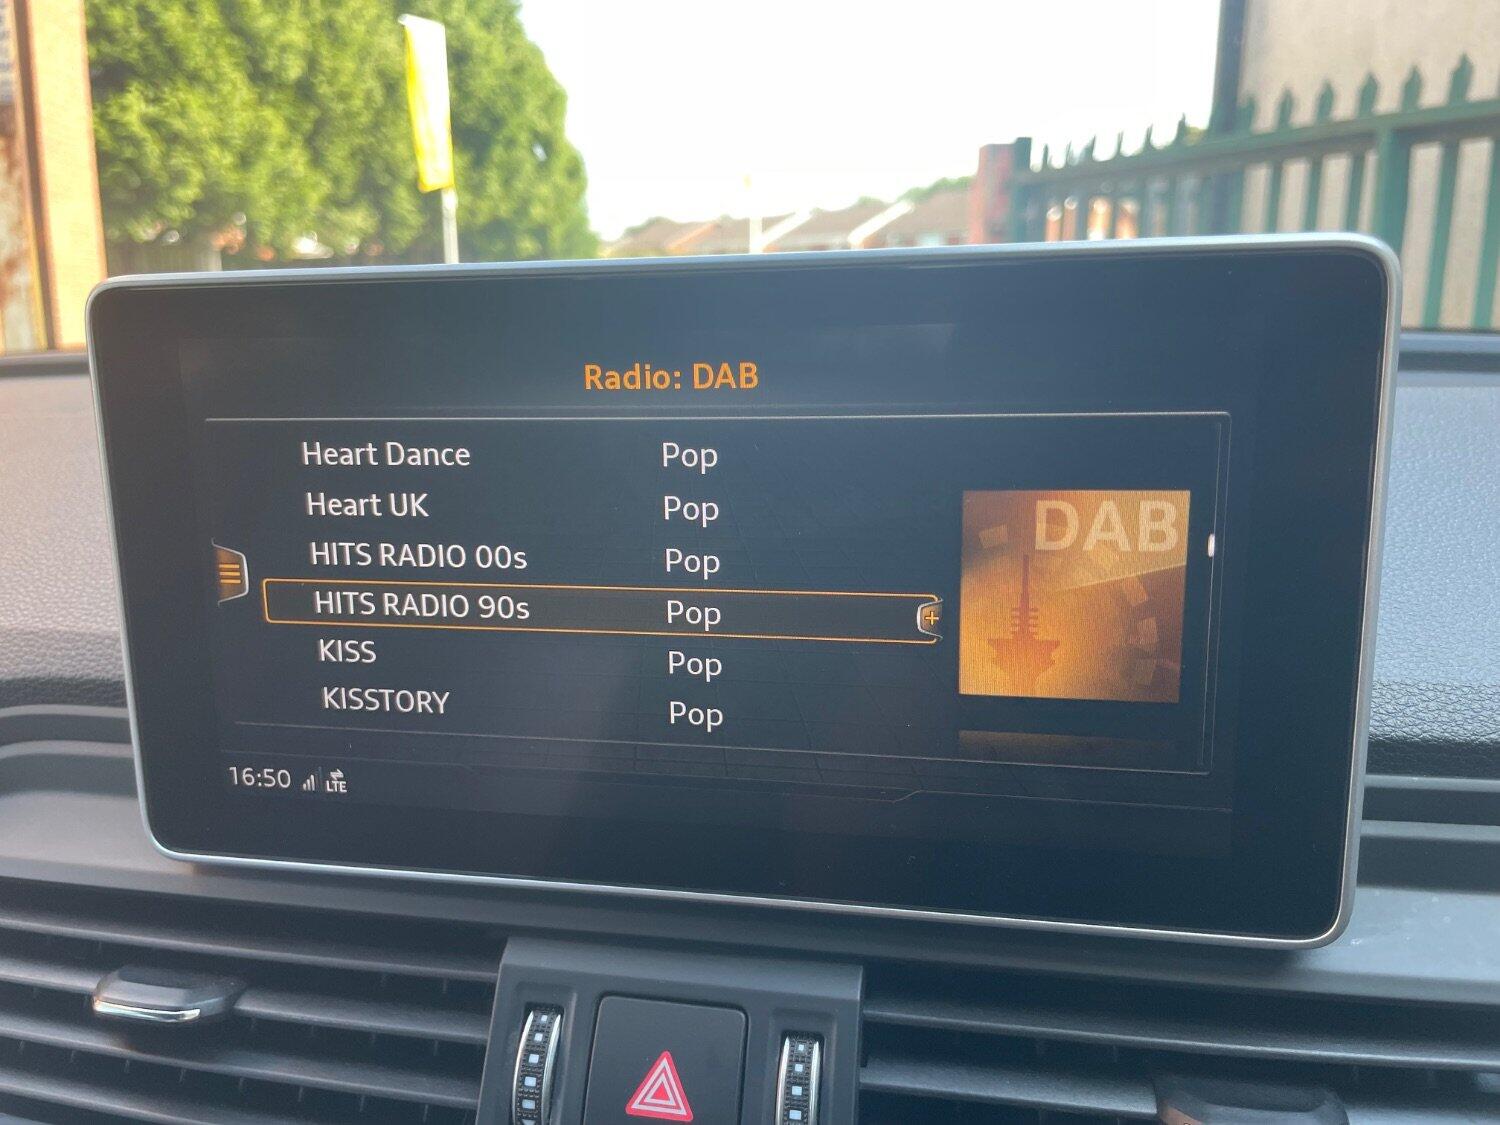 Radio: DAB
Heart Dance Pop
Heart UK Pop
HITS RADIO 00s Pop
HITS RADIO 90s Pop
KISS Pop
KISSTORY Pop
DAB
16:50 LTE